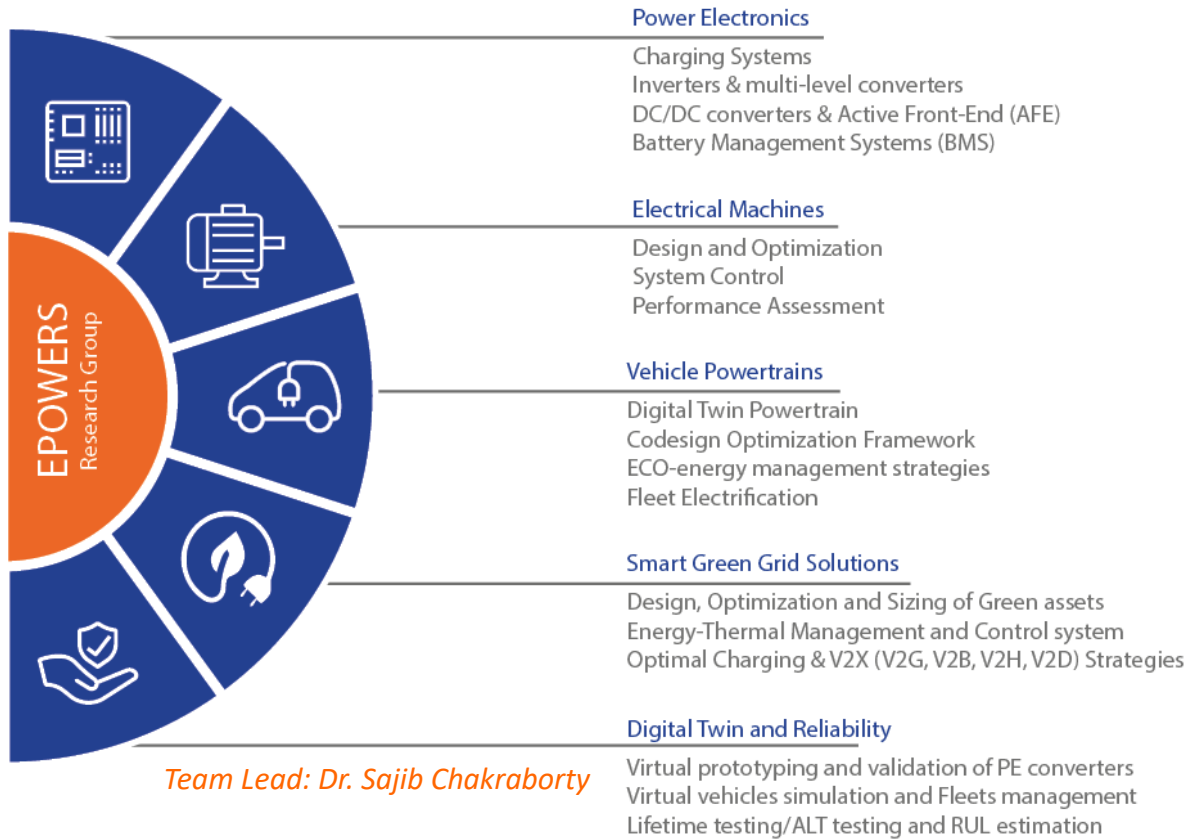 EPOWERS
Research Group
Power Electronics
Charging Systems
Inverters & multi-level converters
DC/DC converters & Active Front-End (AFE)
Battery Management Systems (BMS)
Electrical Machines
Design and Optimization
System Control
Performance Assessment
Vehicle Powertrains
Digital Twin Powertrain
Codesign Optimization Framework
ECO-energy management strategies
Fleet Electrification
Smart Green Grid Solutions
Design, Optimization and Sizing of Green assets
Energy-Thermal Management and Control system
Optimal Charging & V2X (V2G, V2B, V2H, V2D) Strategies
Digital Twin and Reliability
Virtual prototyping and validation of PE converters
Virtual vehicles simulation and Fleets management
Lifetime testing/ALT testing and RUL estimation
Team Lead: Dr. Sajib Chakraborty